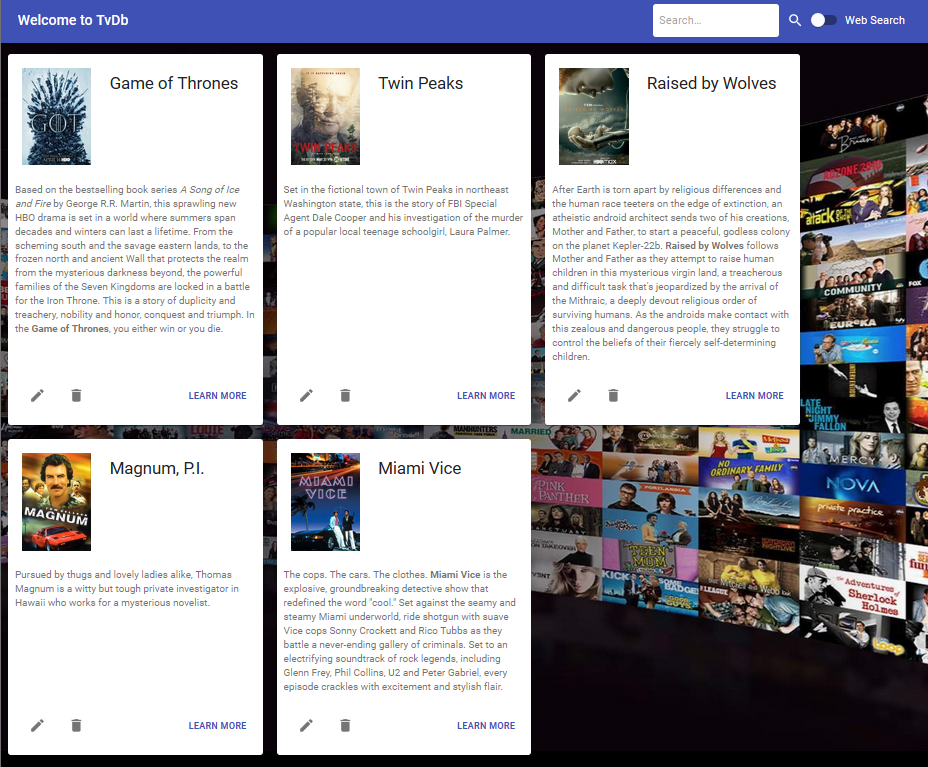 Welcome to TvDb
Search...
Web Search
Game of Thrones
GOT
Based on the bestselling book series A Song of Ice
and Fire by George R.R. Martin, this sprawling new
HBO drama is set in a world where summers span
decades and winters can last a lifetime. From the
scheming south and the savage eastern lands, to the
frozen north and ancient Wall that protects the realm
from the mysterious darkness beyond, the powerful
families of the Seven Kingdoms are locked in a battle
for the Iron Throne. This is a story of duplicity and
treachery, nobility and honor, conquest and triumph. In
the Game of Thrones, you either win or you die.
LEARN MORE
Twin Peaks
TWIN PEAKS
Set in the fictional town of Twin Peaks in northeast
Washington state, this is the story of FBI Special
Agent Dale Cooper and his investigation of the murder
of a popular local teenage schoolgirl, Laura Palmer.
LEARN MORE
Raised by Wolves
RAISED BY WOLVES
HBOmax
After Earth is torn apart by religious differences and
the human race teeters on the edge of extinction, an
atheistic android architect sends two of his creations,
Mother and Father, to start a peaceful, godless colony
on the planet Kepler-22b. Raised by Wolves follows
Mother and Father as they attempt to raise human
children in this mysterious virgin land, a treacherous
and difficult task that's jeopardized by the arrival of
the Mithraic, a deeply devout religious order of
surviving humans. As the androids make contact with
this zealous and dangerous people, they struggle to
control the beliefs of their fiercely self-determining
children.
LEARN MORE
Magnum, P.I.
MAGNUM
Pursued by thugs and lovely ladies alike, Thomas
Magnum is a witty but tough private investigator in
Hawaii who works for a mysterious novelist.
LEARN MORE
Miami Vice
MIAMI
VICE
The cops. The cars. The clothes. Miami Vice is the
explosive, groundbreaking detective show that
redefined the word "cool." Set against the seamy and
steamy Miami underworld, ride shotgun with suave
Vice cops Sonny Crockett and Rico Tubbs as they
battle a never-ending gallery of criminals. Set to an
electrifying soundtrack of rock legends, including
Glenn Frey, Phil Collins, U2 and Peter Gabriel, every
episode crackles with excitement and stylish flair.
LEARN MORE
Brian
attack OF THE SHOW
COMMUNITY
FOX
EUREKA
LATE
NIGHT
JIMMY
FALLON
MERCY
NOVA
private practice
MANHUNTERS
MARRIED
NO
ORDINARY FAMILY
PINK
PANTHER
PORTLANDIA
TEEN
MOM
KICK
SOME
BAD
GUYS
The
Adventures of
SHERLOCK
HOLMES
Loop